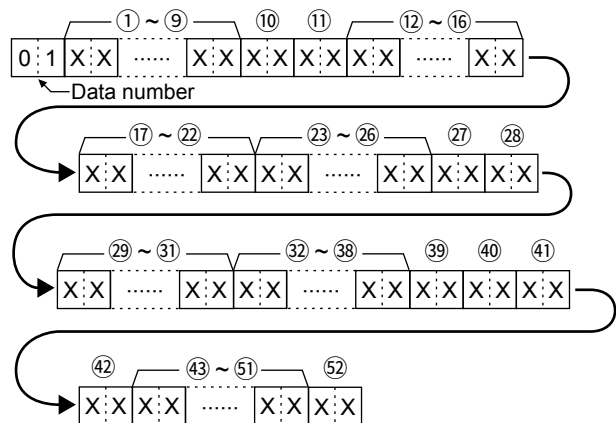 ① ~ ⑨ ⑩ ⑪ ⑫ ~ ⑯
0 1 X X ...... X X X X X X X X ...... X X
Data number
⑰ ~ ㉒ ㉓ ~ ㉖ ㉗ ㉘
X X ...... X X X X ...... X X X X X X
㉙ ~ ㉛ ㉜ ~ ㊳ ㊴ ㊵ ㊶
X X ...... X X X X ...... X X X X X X X X
㊷ ㊸ ~ 51 52
X X X X ...... X X X X